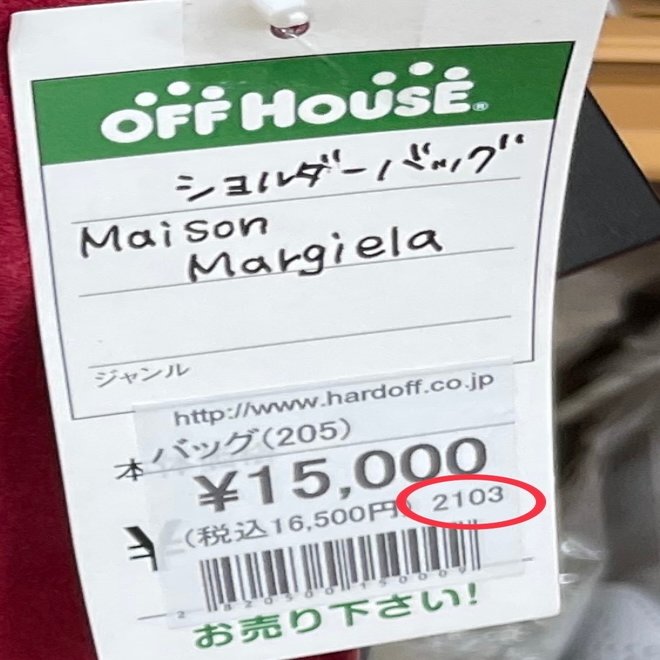 OFF HOUSE®
ショルダーバッグ
Maison
Margiela
ジャンル
http://www.hardoff.co.jp
バッグ(205)
本
¥15,000
¥
(税込16,500円) 2103
お売り下さい!